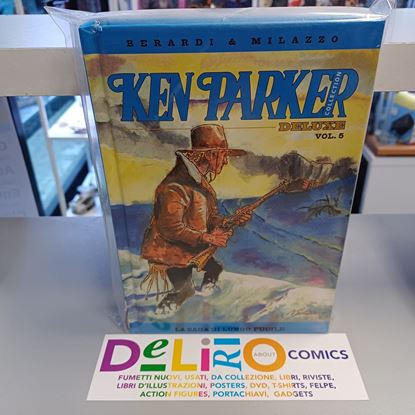 BERARDI & MILAZZO
KEN PARKER
COLLECTION
DELUXE
VOL. 5
LA SAGA DI LUNGO FUCILE
DeLiRiO
ABOUT
COMICS
FUMETTI NUOVI, USATI, DA COLLEZIONE, LIBRI, RIVISTE,
LIBRI D'ILLUSTRAZIONI, POSTERS, DVD, T-SHIRTS, FELPE,
ACTION FIGURES, PORTACHIAVI, GADGETS